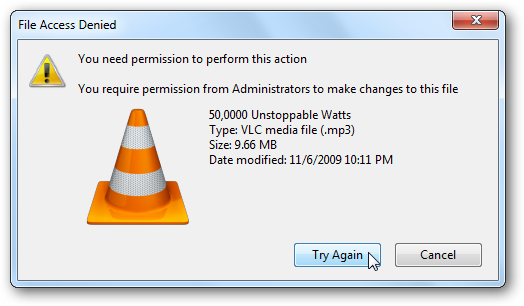 File Access Denied
You need permission to perform this action
You require permission from Administrators to make changes to this file
50,0000 Unstoppable Watts
Type: VLC media file (.mp3)
Size: 9.66 MB
Date modified: 11/6/2009 10:11 PM
Try Again
Cancel